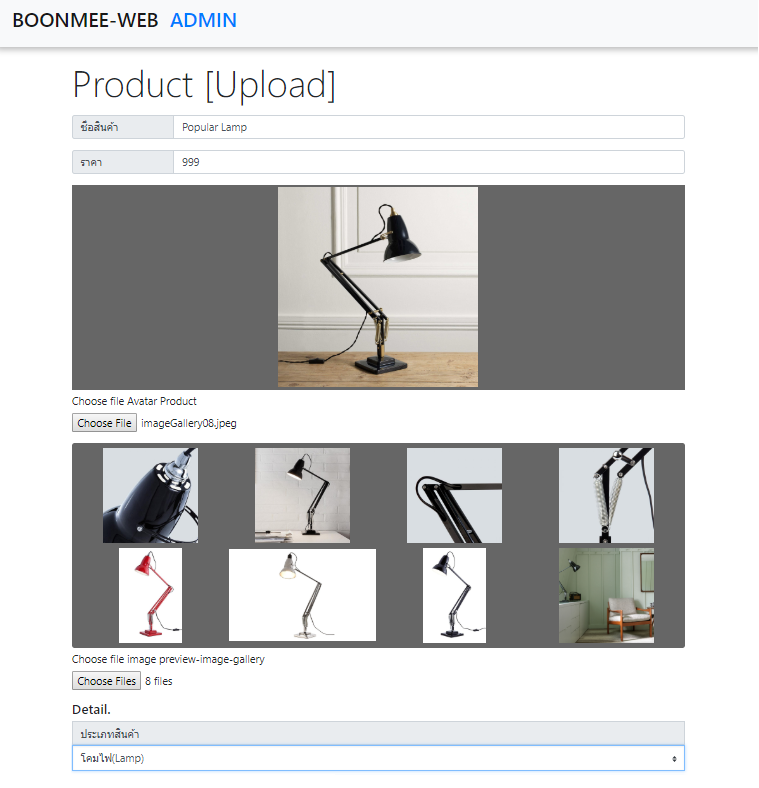 BOONMEE-WEB ADMIN
Product [Upload]
ชื่อสินค้า Popular Lamp
ราคา 999
Choose file Avatar Product
Choose File imageGallery08.jpeg
Choose file image preview-image-gallery
Choose Files 8 files
Detail.
ประเภทสินค้า
โคมไฟ(Lamp)